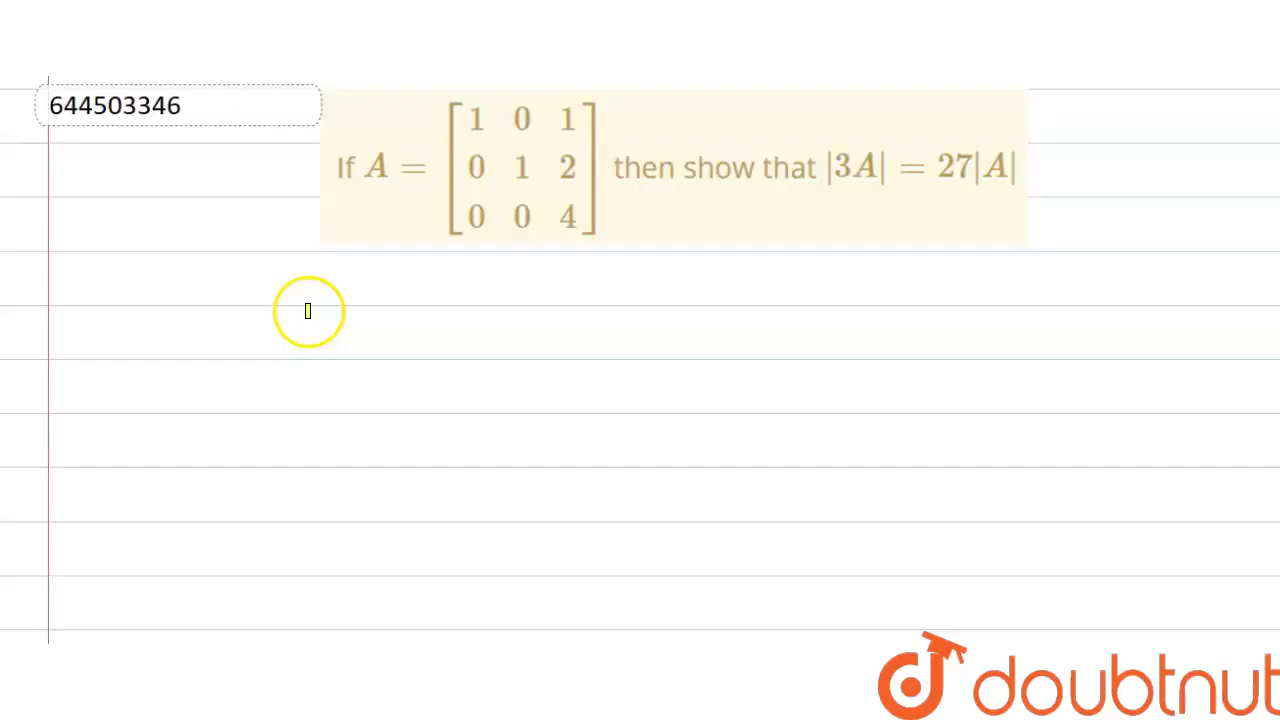 644503346
If A = [1 0 1
0 1 2
0 0 4] then show that |3A| = 27|A|
doubtnut